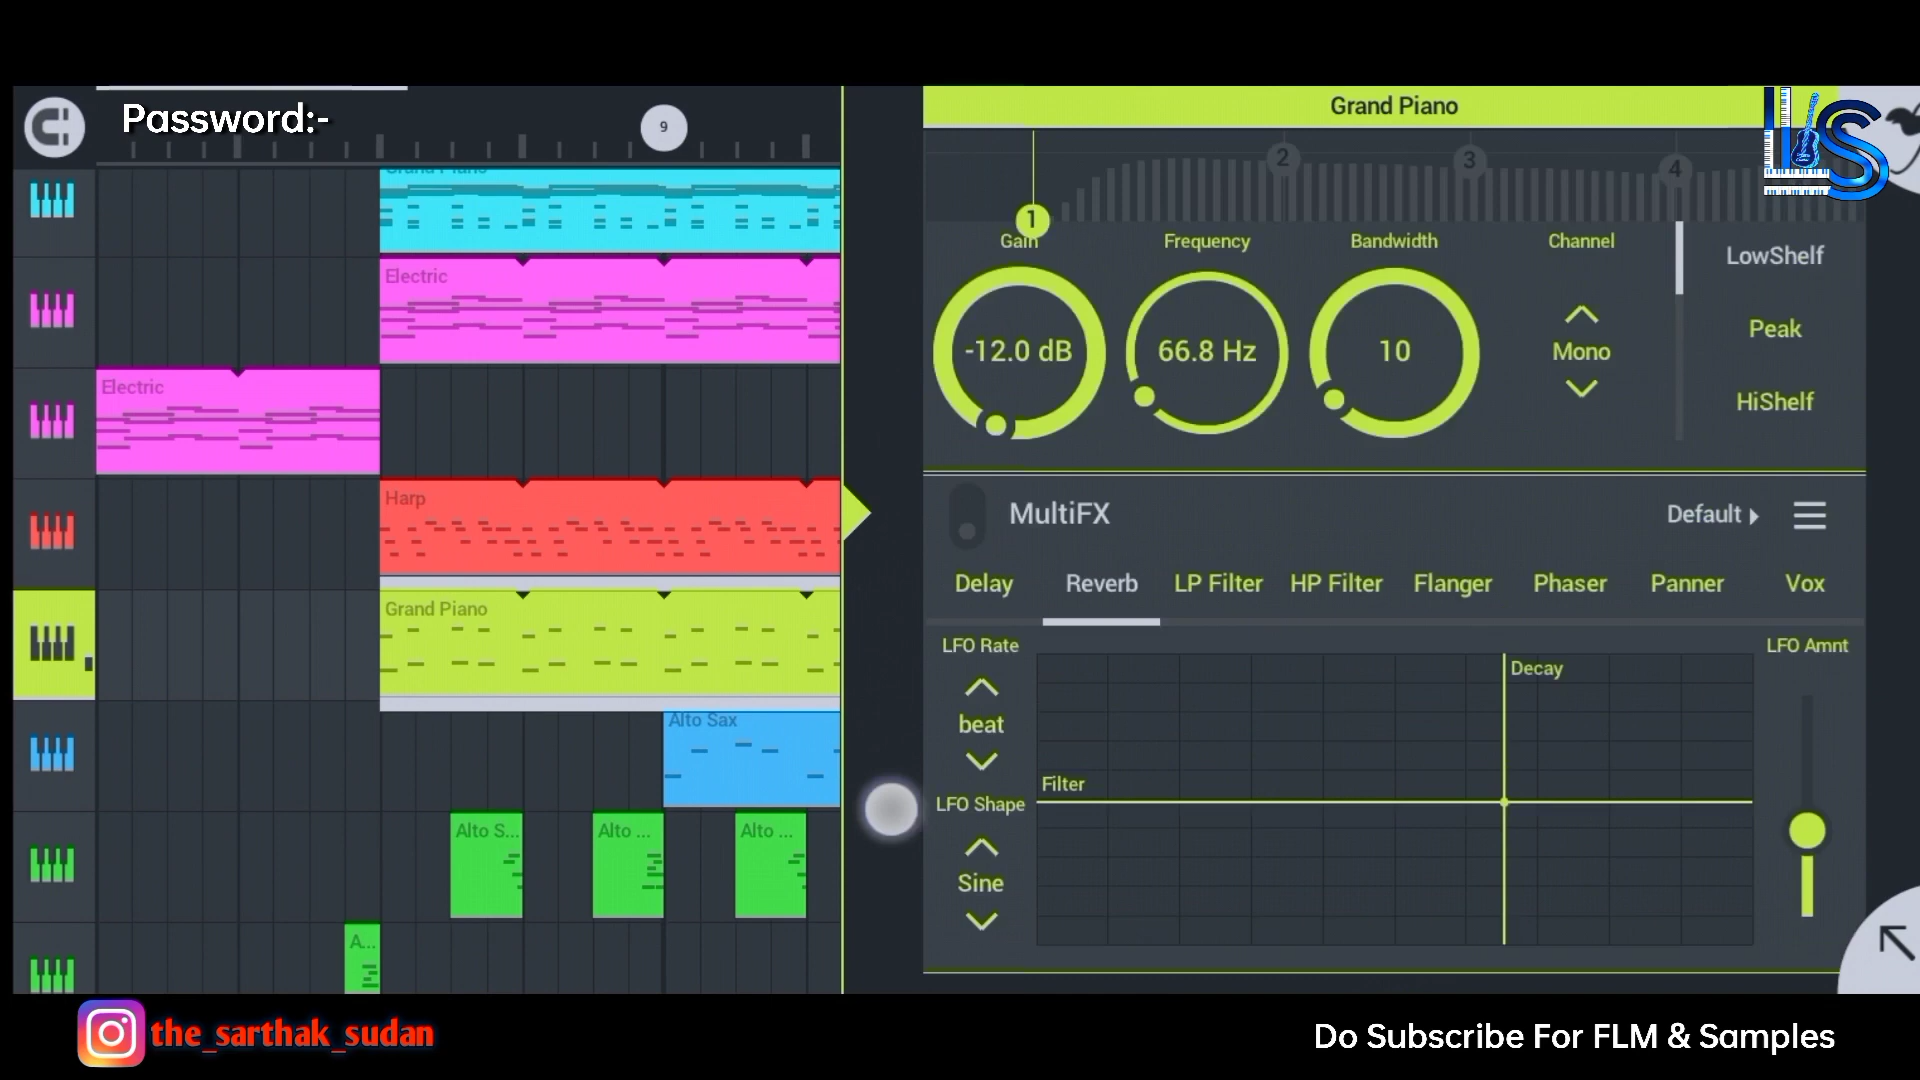 Password:-
9
Grand Piano
Electric
Electric
Harp
Grand Piano
Alto Sax
Alto S...
Alto ...
Alto ...
A...
Grand Piano
1
2
3
4
LS
Gain
Frequency
Bandwidth
Channel
-12.0 dB
66.8 Hz
10
Mono
LowShelf
Peak
HiShelf
MultiFX
Default
Delay Reverb LP Filter HP Filter Flanger Phaser Panner Vox
LFO Rate
beat
LFO Shape
Sine
Decay
Filter
LFO Amnt
the_sarthak_sudan
Do Subscribe For FLM & Samples